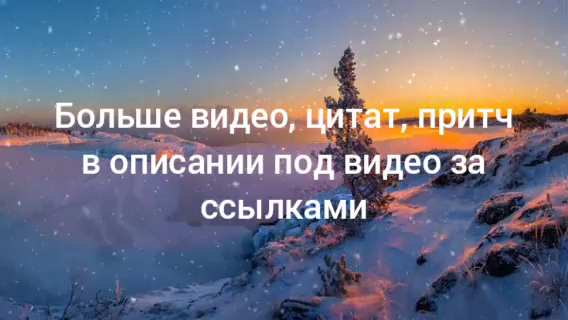 Больше видео, цитат, притч
в описании под видео за
ссылками